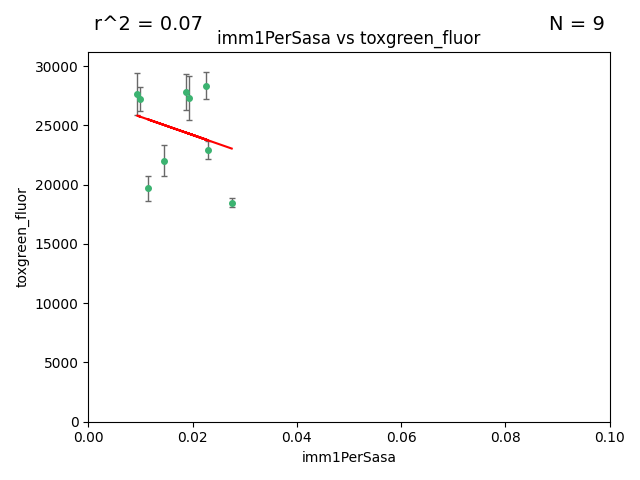 r^2 = 0.07
N = 9
imm1PerSasa vs toxgreen_fluor
30000
25000
20000
15000
10000
5000
0
toxgreen_fluor
0.00 0.02 0.04 0.06 0.08 0.10
imm1PerSasa